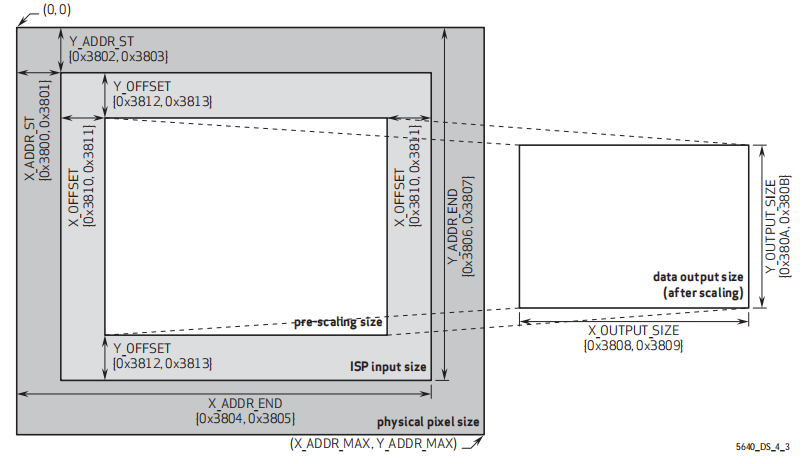 (0, 0)
Y_ADDR_ST
[0x3802, 0x3803]
Y_OFFSET
[0x3812, 0x3813]
X_ADDR_ST
[0x3800, 0x3801]
X_OFFSET
[0x3810, 0x3811]
X_OFFSET
[0x3810, 0x3811]
Y_ADDR_END
[0x3806, 0x3807]
Y_OUTPUT_SIZE
[0x380A, 0x380B]
data output size
(after scaling)
pre-scaling size
X_OUTPUT_SIZE
[0x3808, 0x3809]
Y_OFFSET
[0x3812, 0x3813]
ISP input size
X_ADDR_END
[0x3804, 0x3805]
physical pixel size
(X_ADDR_MAX, Y_ADDR_MAX)
5640_DS_4_3